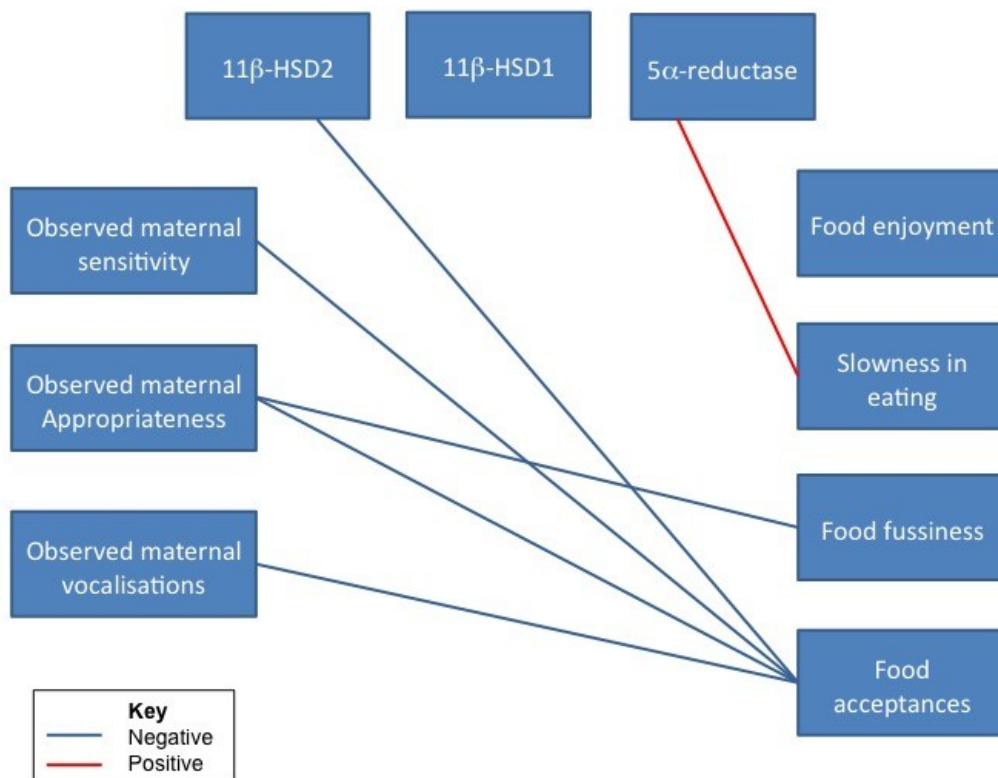 11β-HSD2
11β-HSD1
5α-reductase
Observed maternal
sensitivity
Observed maternal
Appropriateness
Observed maternal
vocalisations
Food enjoyment
Slowness in
eating
Food fussiness
Food
acceptances
Key
Negative
Positive